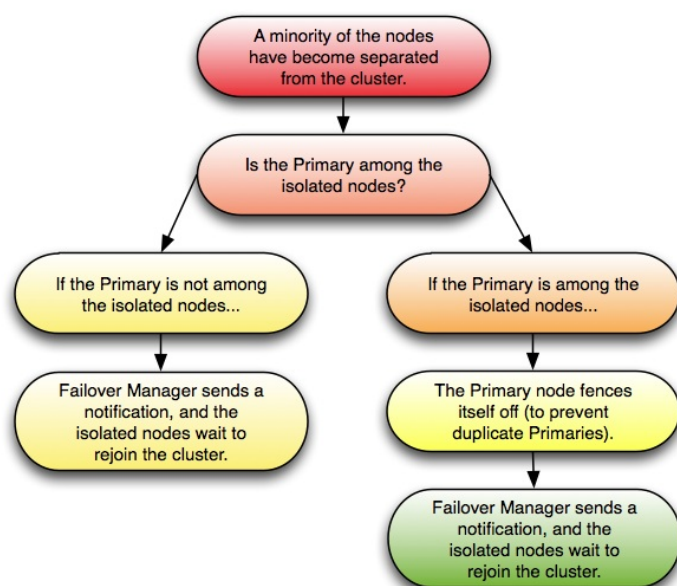 A minority of the nodes
have become separated
from the cluster.
Is the Primary among the
isolated nodes?
If the Primary is not among
the isolated nodes...
If the Primary is among the
isolated nodes...
Failover Manager sends a
notification, and the
isolated nodes wait to
rejoin the cluster.
The Primary node fences
itself off (to prevent
duplicate Primaries).
Failover Manager sends a
notification, and the
isolated nodes wait to
rejoin the cluster.